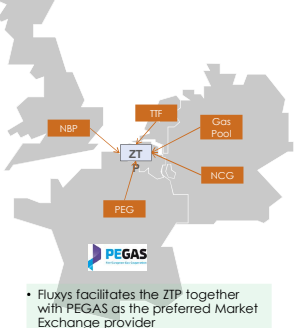 TTF
NBP
Gas
Pool
ZT
P
NCG
PEG
PEGAS
• Fluxys facilitates the ZTP together
with PEGAS as the preferred Market
Exchange provider